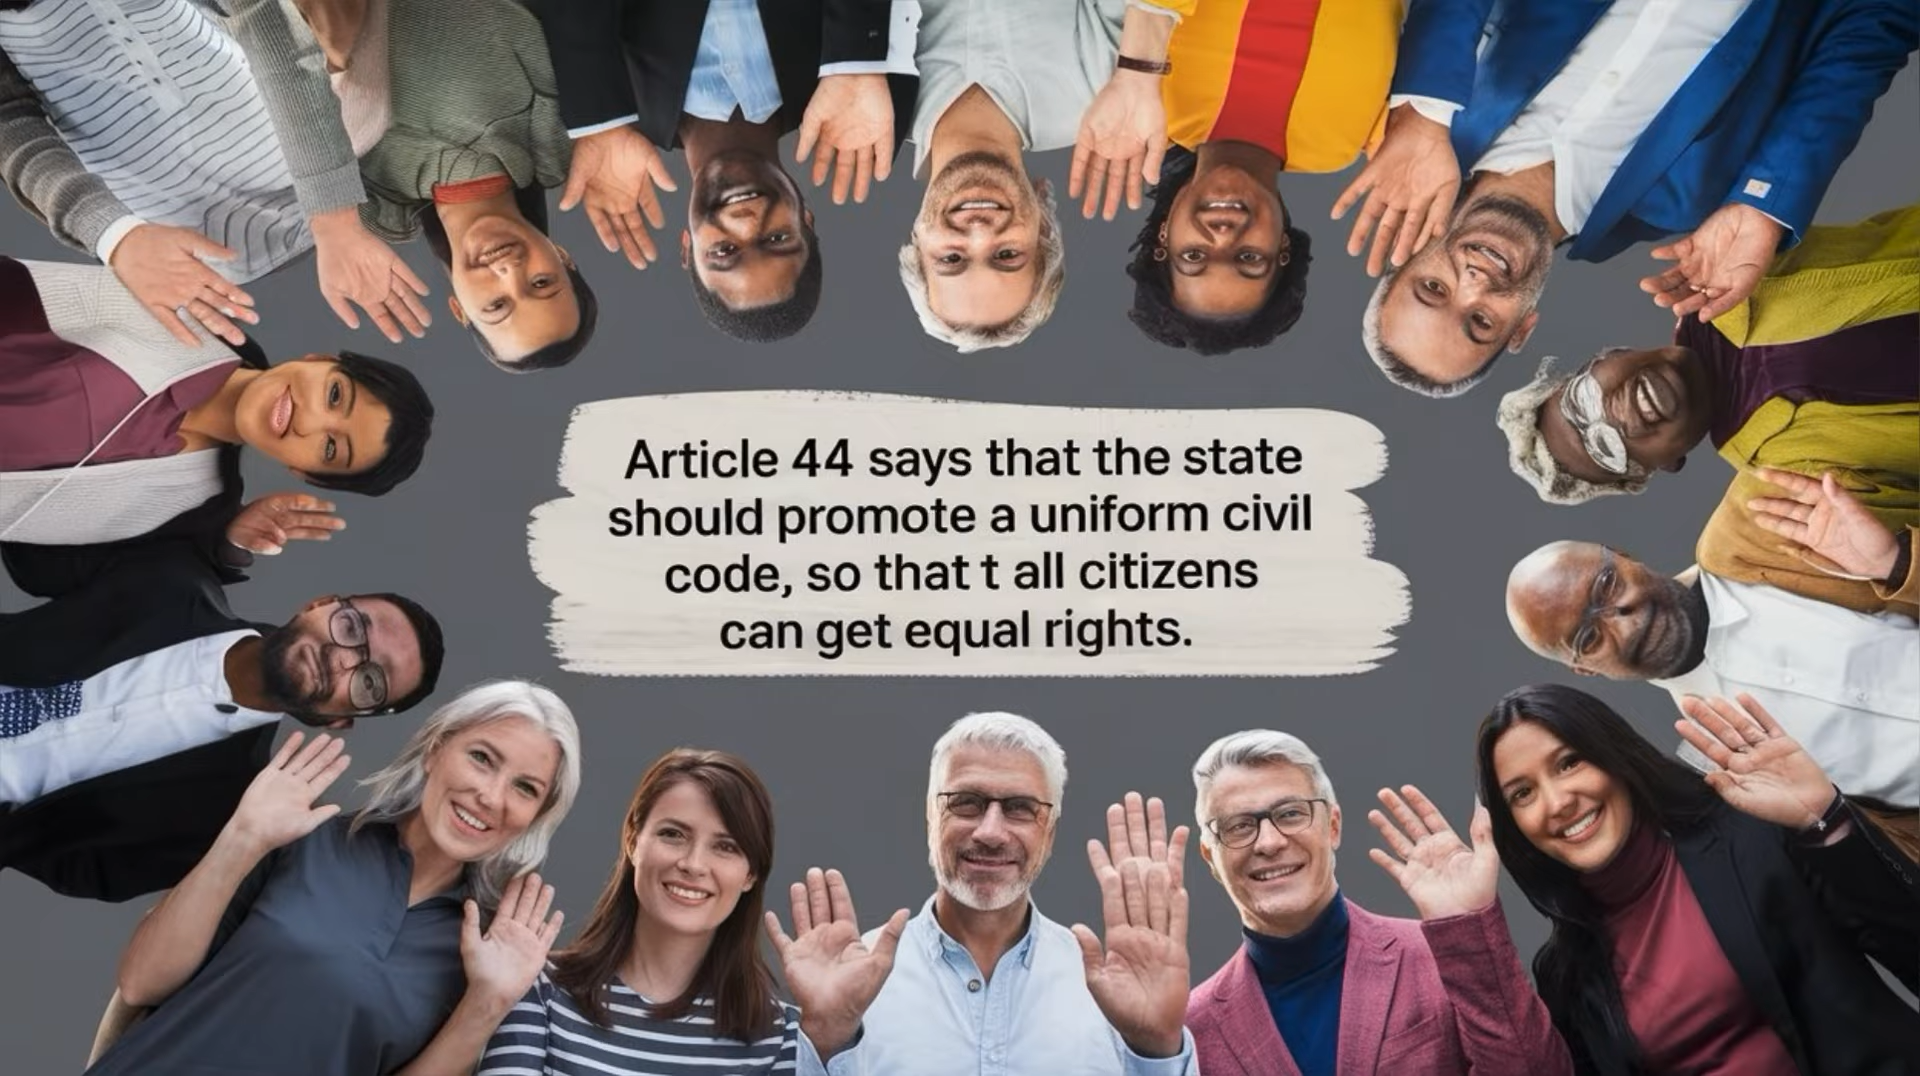 Article 44 says that the state
should promote a uniform civil
code, so that t all citizens
can get equal rights.